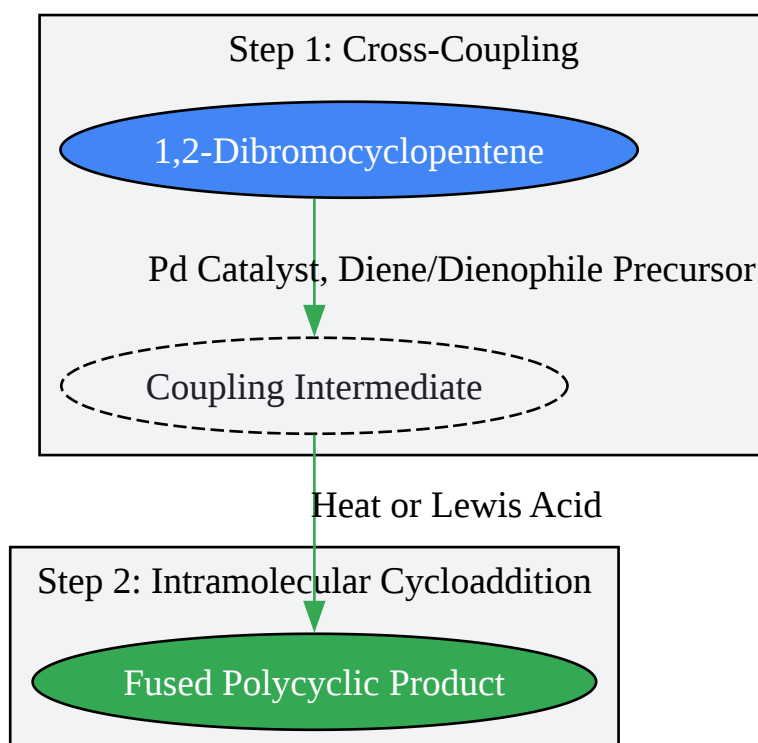 Step 1: Cross-Coupling
1,2-Dibromocyclopentene
Pd Catalyst, Diene/Dienophile Precursor
Coupling Intermediate
Heat or Lewis Acid
Step 2: Intramolecular Cycloaddition
Fused Polycyclic Product